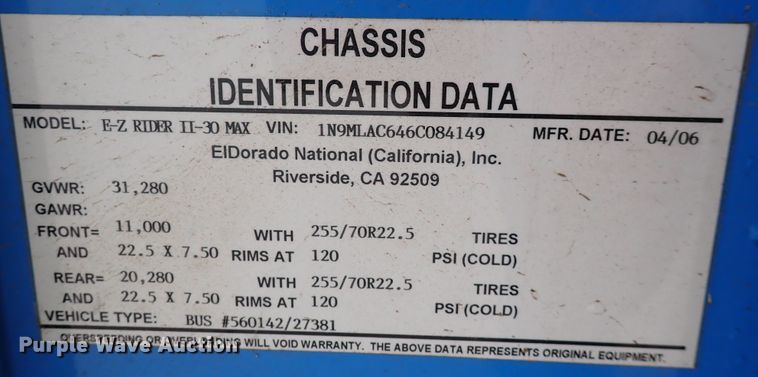 CHASSIS
IDENTIFICATION DATA
MODEL: E-Z RIDER II-30 MAX VIN: 1N9MLAC646C084149 MFR. DATE: 04/06
ElDorado National (California), Inc.
Riverside, CA 92509
GVWR: 31,280
GAWR:
FRONT= 11,000 WITH 255/70R22.5 TIRES
AND 22.5 X 7.50 RIMS AT 120 PSI (COLD)
REAR= 20,280 WITH 255/70R22.5 TIRES
AND 22.5 X 7.50 RIMS AT 120 PSI (COLD)
VEHICLE TYPE: BUS #560142/27381
OVERSPEEDING OR OVERLOADING WILL VOID WARRANTY. THE ABOVE DATA REPRESENTS ORIGINAL EQUIPMENT.
Purple Wave Auction